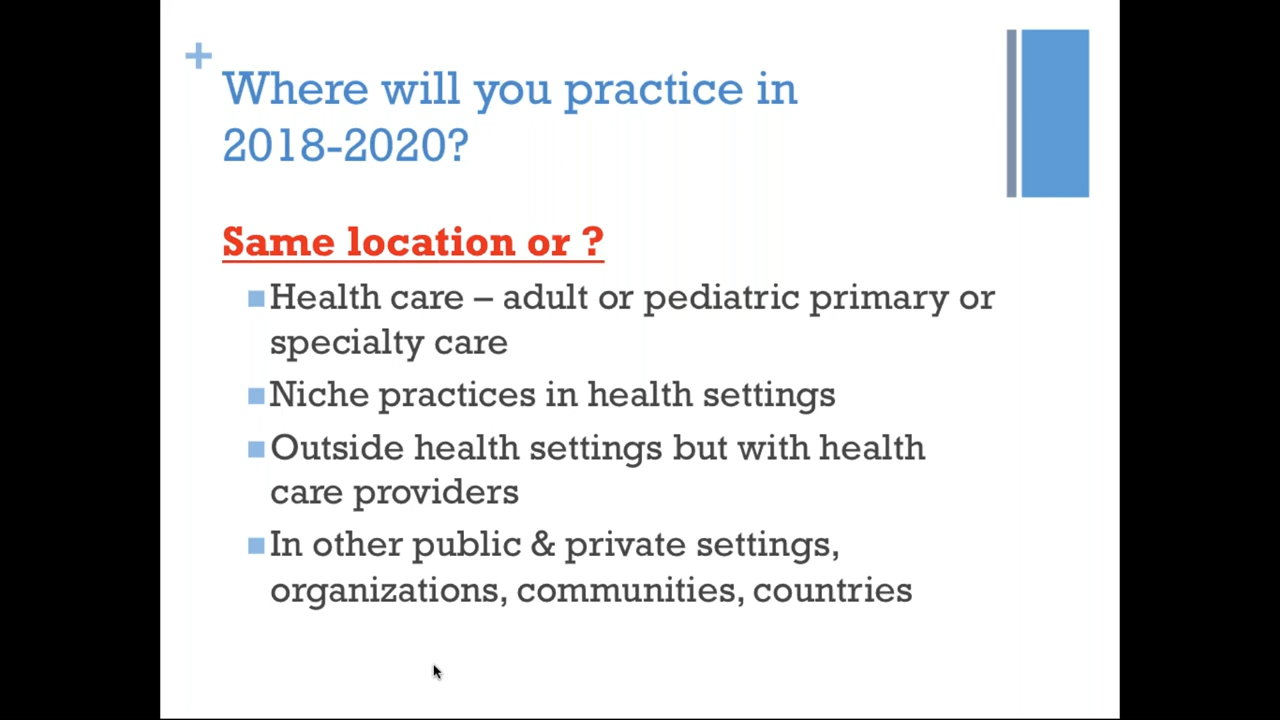 +
Where will you practice in
2018-2020?
Same location or ?
Health care – adult or pediatric primary or
specialty care
Niche practices in health settings
Outside health settings but with health
care providers
In other public & private settings,
organizations, communities, countries